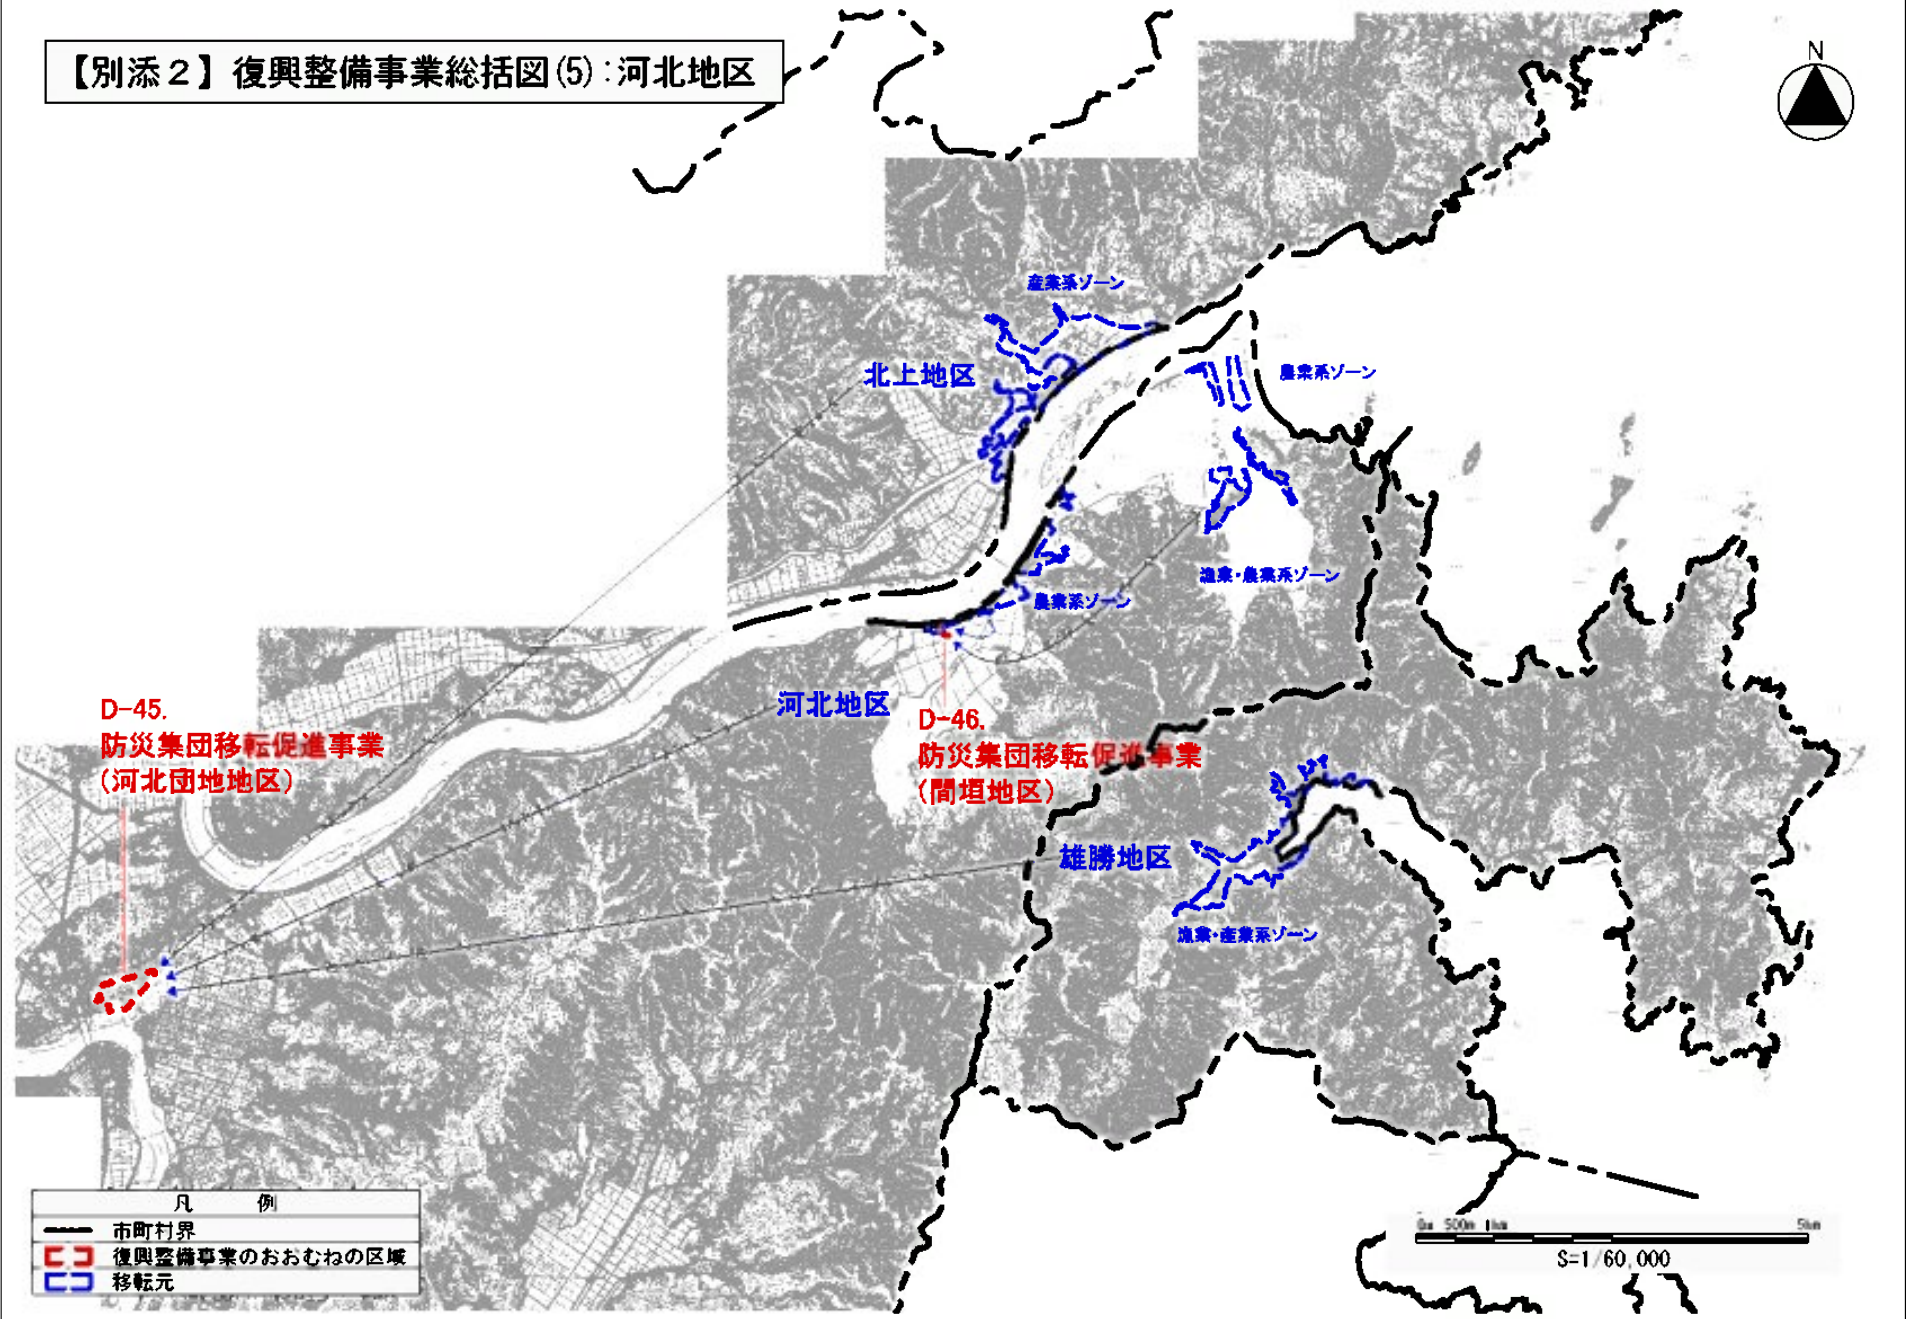 【別添２】復興整備事業総括図(5):河北地区
N
産業系ゾーン
北上地区
農業系ゾーン
漁業・農業系ゾーン
農業系ゾーン
河北地区
D-45.
防災集団移転促進事業
(河北団地地区)
D-46.
防災集団移転促進事業
(間垣地区)
雄勝地区
漁業・産業系ゾーン
凡　例
市町村界
復興整備事業のおおむねの区域
移転元
0m 500m 1km 5km
S=1/60,000